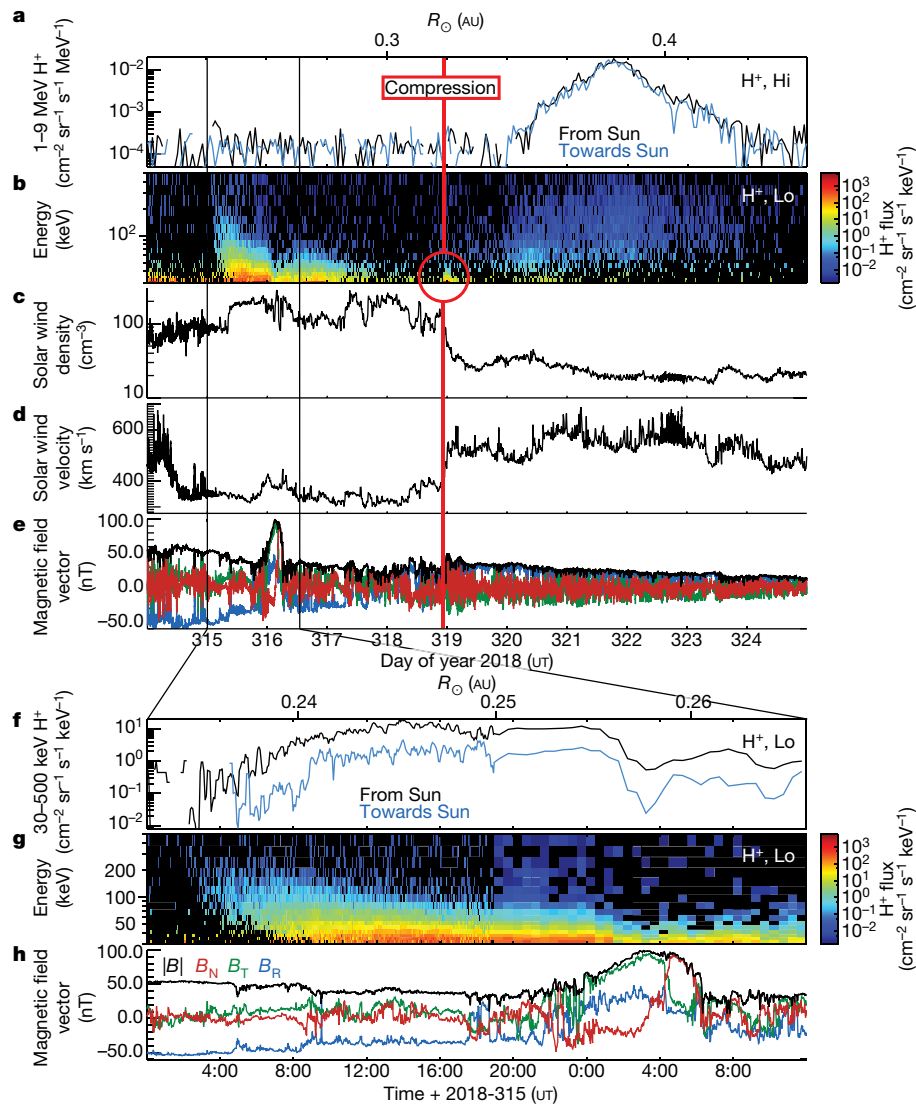 a
R☉ (AU)
0.3 0.4
1–9 MeV H⁺
(cm⁻² sr⁻¹ s⁻¹ MeV⁻¹)
10⁻²
10⁻³
10⁻⁴
Compression
H⁺, Hi
From Sun
Towards Sun
b
Energy
(keV)
10²
H⁺, Lo
10³
10²
10¹
10⁰
10⁻¹
10⁻²
H⁺ flux
(cm⁻² sr⁻¹ s⁻¹ keV⁻¹)
c
Solar wind
density
(cm⁻³)
100
10
d
Solar wind
velocity
(km s⁻¹)
600
400
e
Magnetic field
vector
(nT)
100.0
50.0
0.0
−50.0
315 316 317 318 319 320 321 322 323 324
Day of year 2018 (UT)
R☉ (AU)
0.24 0.25 0.26
f
30–500 keV H⁺
(cm⁻² sr⁻¹ s⁻¹ keV⁻¹)
10¹
10⁰
10⁻¹
10⁻²
H⁺, Lo
From Sun
Towards Sun
g
Energy
(keV)
200
100
50
H⁺, Lo
10³
10²
10¹
10⁰
10⁻¹
10⁻²
H⁺ flux
(cm⁻² sr⁻¹ s⁻¹ keV⁻¹)
h
Magnetic field
vector
(nT)
100.0
50.0
0.0
−50.0
|B| B_N B_T B_R
4:00 8:00 12:00 16:00 20:00 0:00 4:00 8:00
Time + 2018-315 (UT)